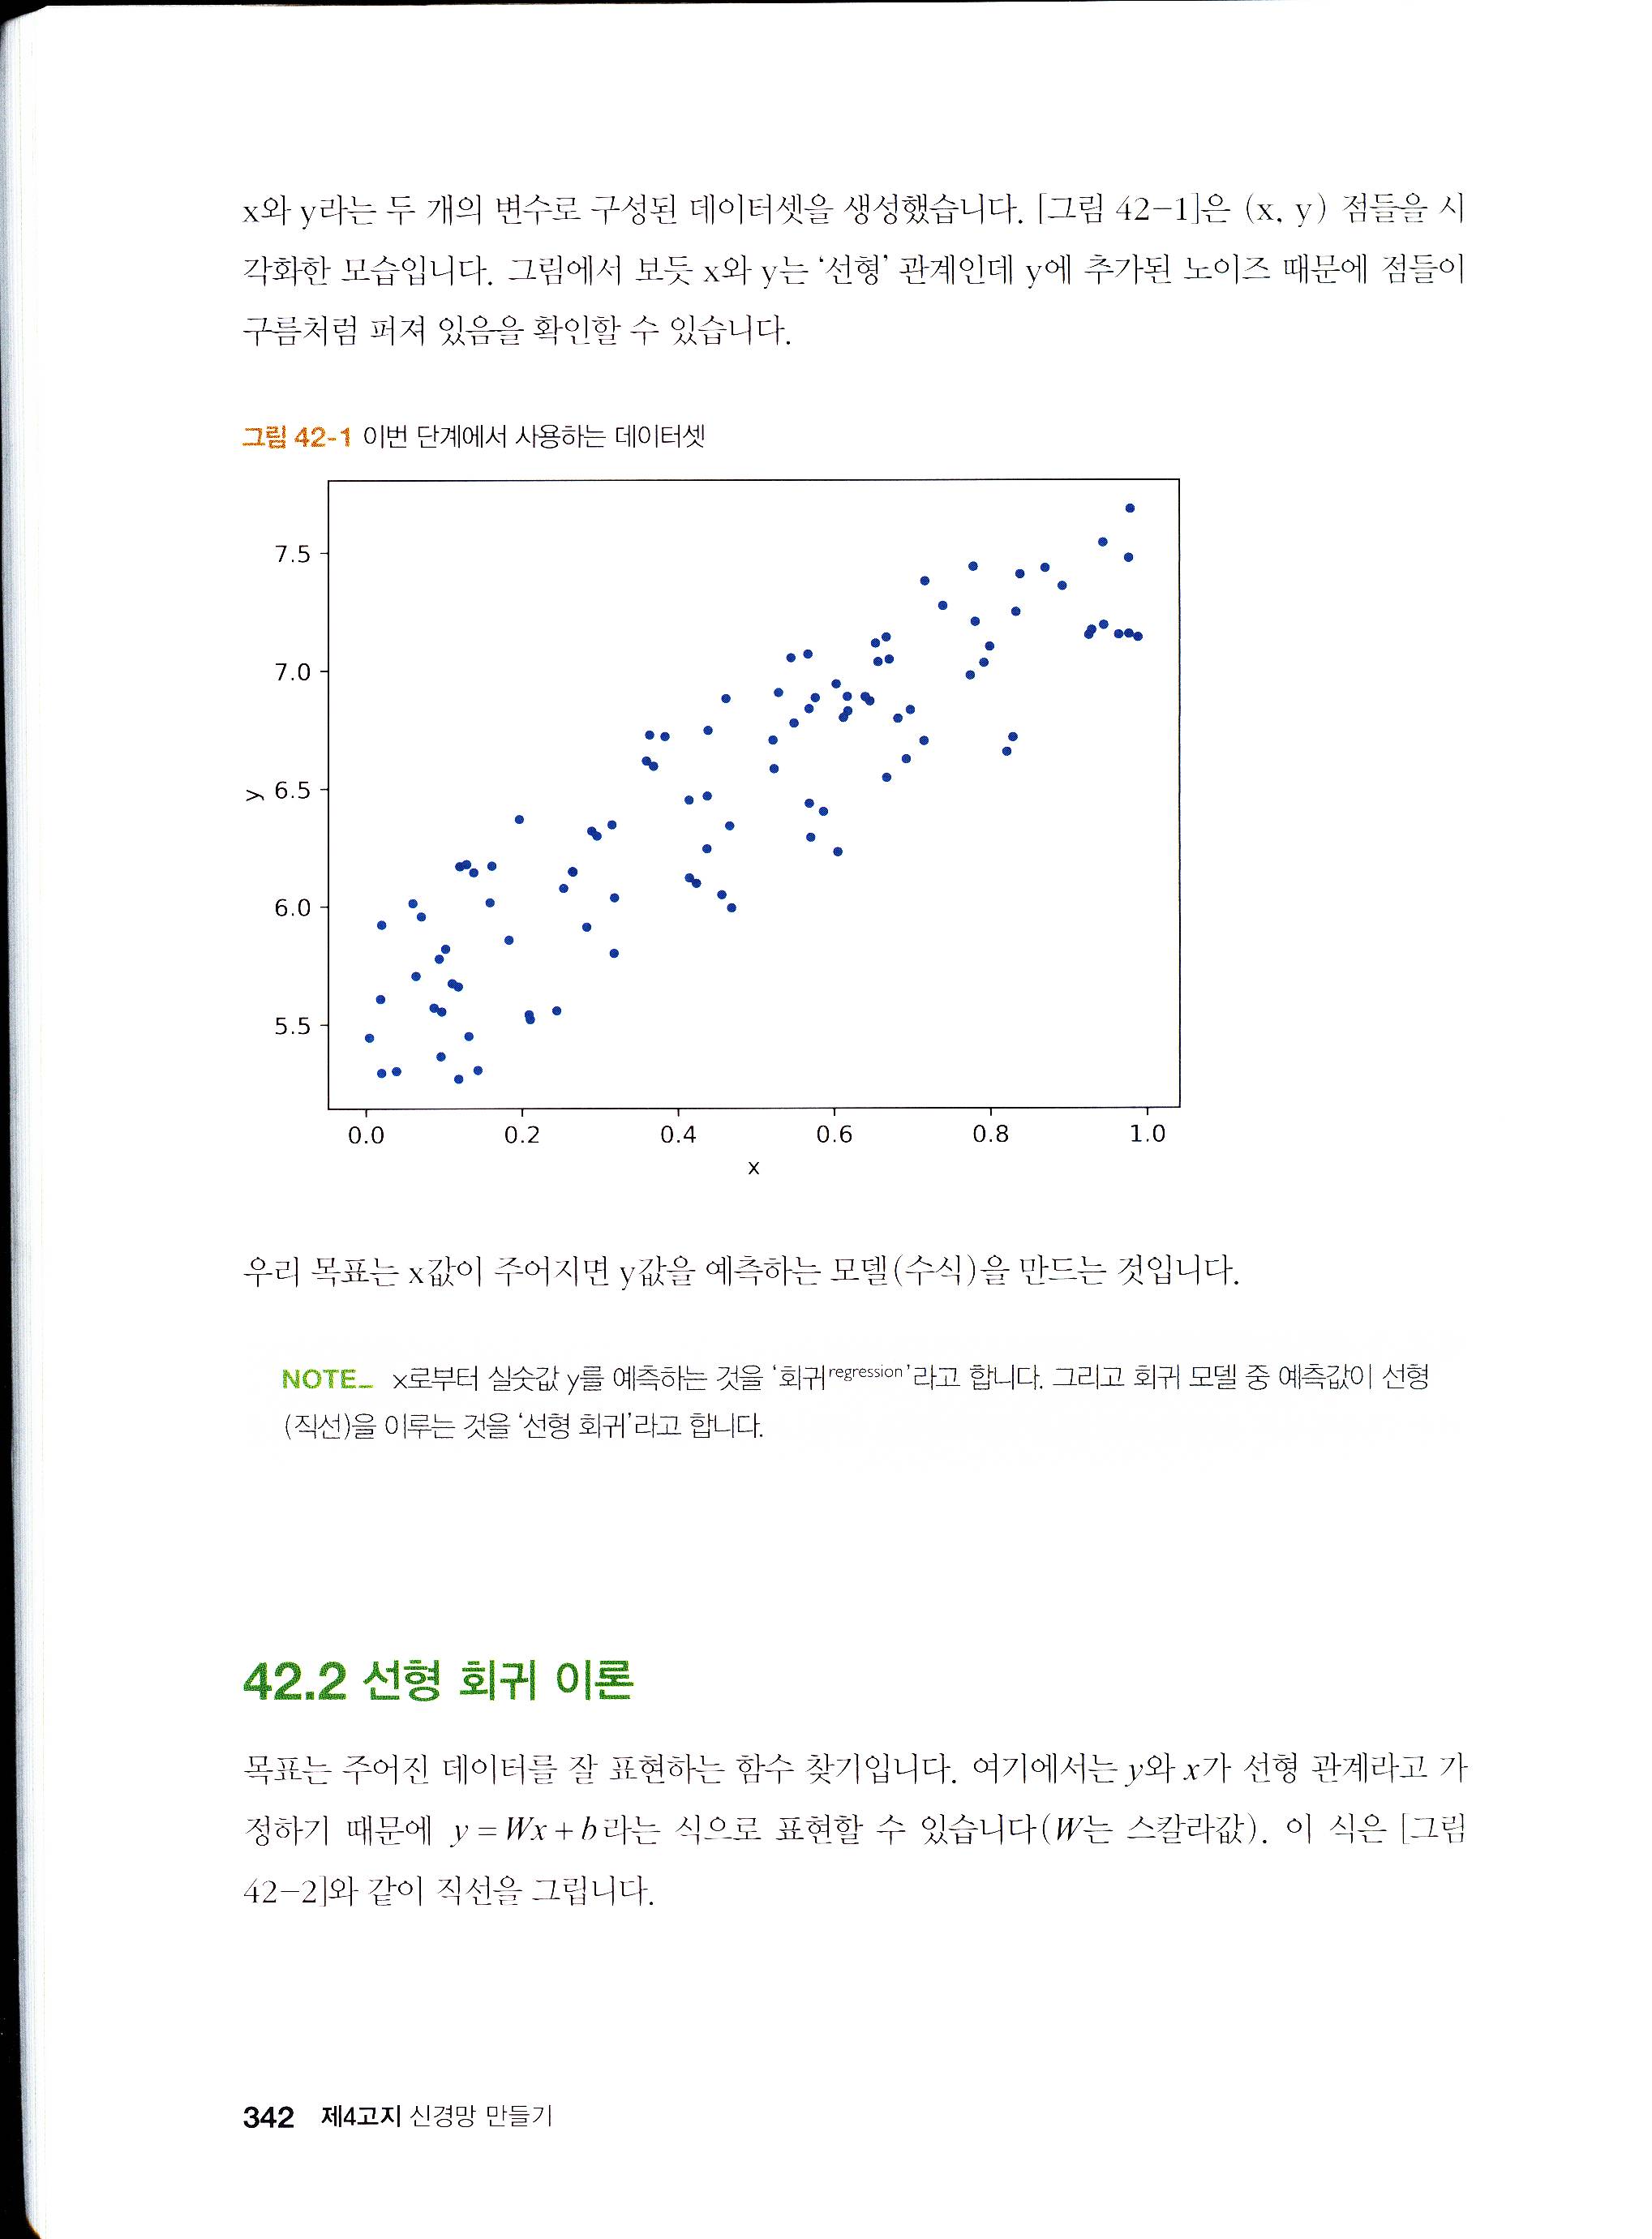 x와 y라는 두 개의 변수로 구성된 데이터셋을 생성했습니다. [그림 42-1]은 (x, y) 점들을 시
각화한 모습입니다. 그림에서 보듯 x와 y는 ‘선형’ 관계인데 y에 추가된 노이즈 때문에 점들이
구름처럼 퍼져 있음을 확인할 수 있습니다.
그림 42-1 이번 단계에서 사용하는 데이터셋
7.5
7.0
y 6.5
6.0
5.5
0.0 0.2 0.4 0.6 0.8 1.0
x
우리 목표는 x값이 주어지면 y값을 예측하는 모델(수식)을 만드는 것입니다.
NOTE_ x로부터 실숫값 y를 예측하는 것을 ‘회귀regression’라고 합니다. 그리고 회귀 모델 중 예측값이 선형
(직선)을 이루는 것을 ‘선형 회귀’라고 합니다.
42.2 선형 회귀 이론
목표는 주어진 데이터를 잘 표현하는 함수 찾기입니다. 여기에서는 y와 x가 선형 관계라고 가
정하기 때문에 y = Wx + b라는 식으로 표현할 수 있습니다(W는 스칼라값). 이 식은 [그림
42-2]와 같이 직선을 그립니다.
342 제4고지 신경망 만들기